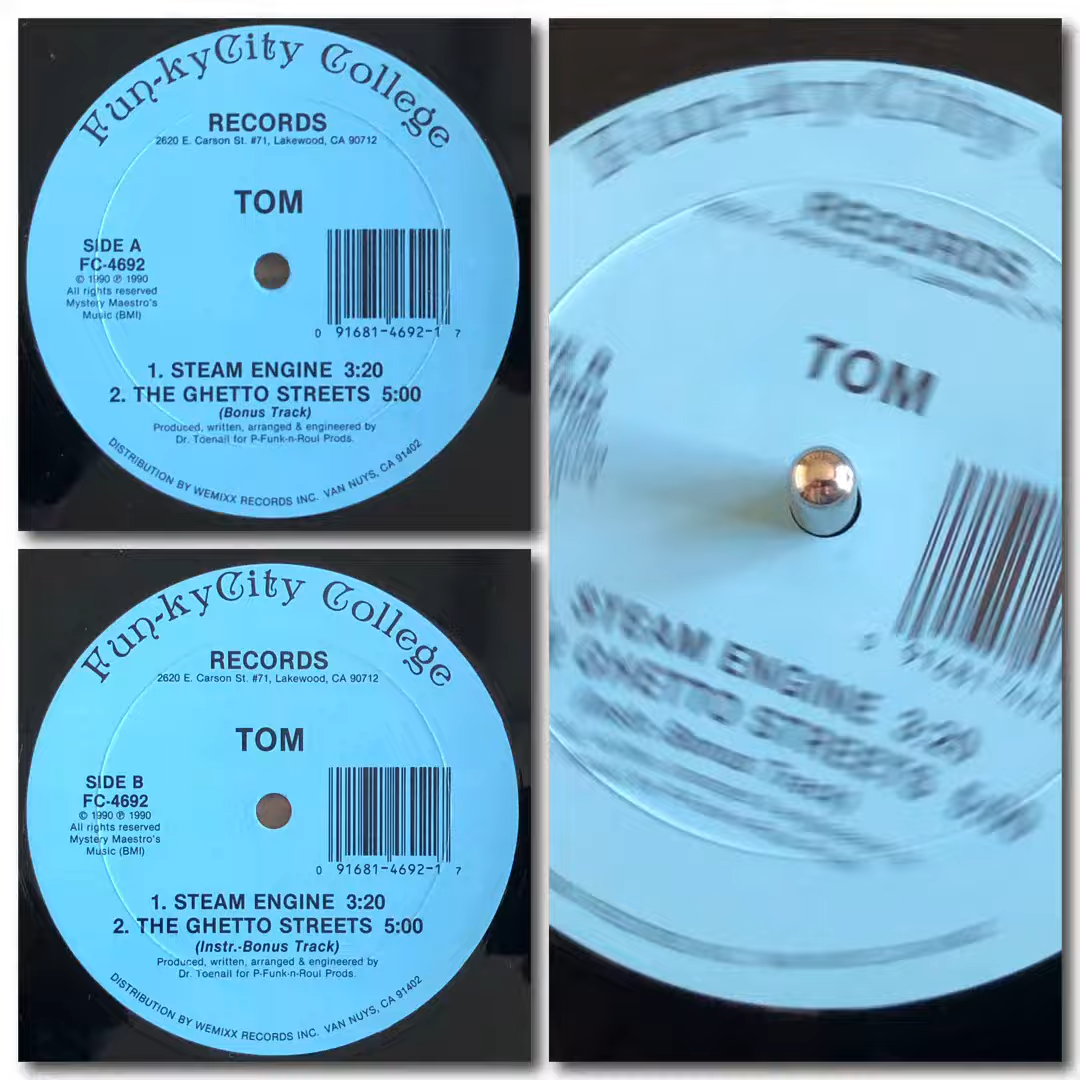 Fun-kyCity College
RECORDS
2620 E. Carson St. #71, Lakewood, CA 90712
TOM
SIDE A
FC-4692
© 1990 ℗ 1990
All rights reserved
Mystery Maestro's
Music (BMI)
0 91681-4692-1 7
1. STEAM ENGINE 3:20
2. THE GHETTO STREETS 5:00
(Bonus Track)
Produced, written, arranged & engineered by
Dr. Toenail for P-Funk-n-Roul Prods.
DISTRIBUTION BY WEMIXX RECORDS INC. VAN NUYS, CA 91402
Fun-kyCity College
RECORDS
2620 E. Carson St. #71, Lakewood, CA 90712
TOM
SIDE B
FC-4692
© 1990 ℗ 1990
All rights reserved
Mystery Maestro's
Music (BMI)
0 91681-4692-1 7
1. STEAM ENGINE 3:20
2. THE GHETTO STREETS 5:00
(Instr.-Bonus Track)
Produced, written, arranged & engineered by
Dr. Toenail for P-Funk-n-Roul Prods.
DISTRIBUTION BY WEMIXX RECORDS INC. VAN NUYS, CA 91402
RECORDS
TOM
STEAM ENGINE 3:20
GHETTO STREETS